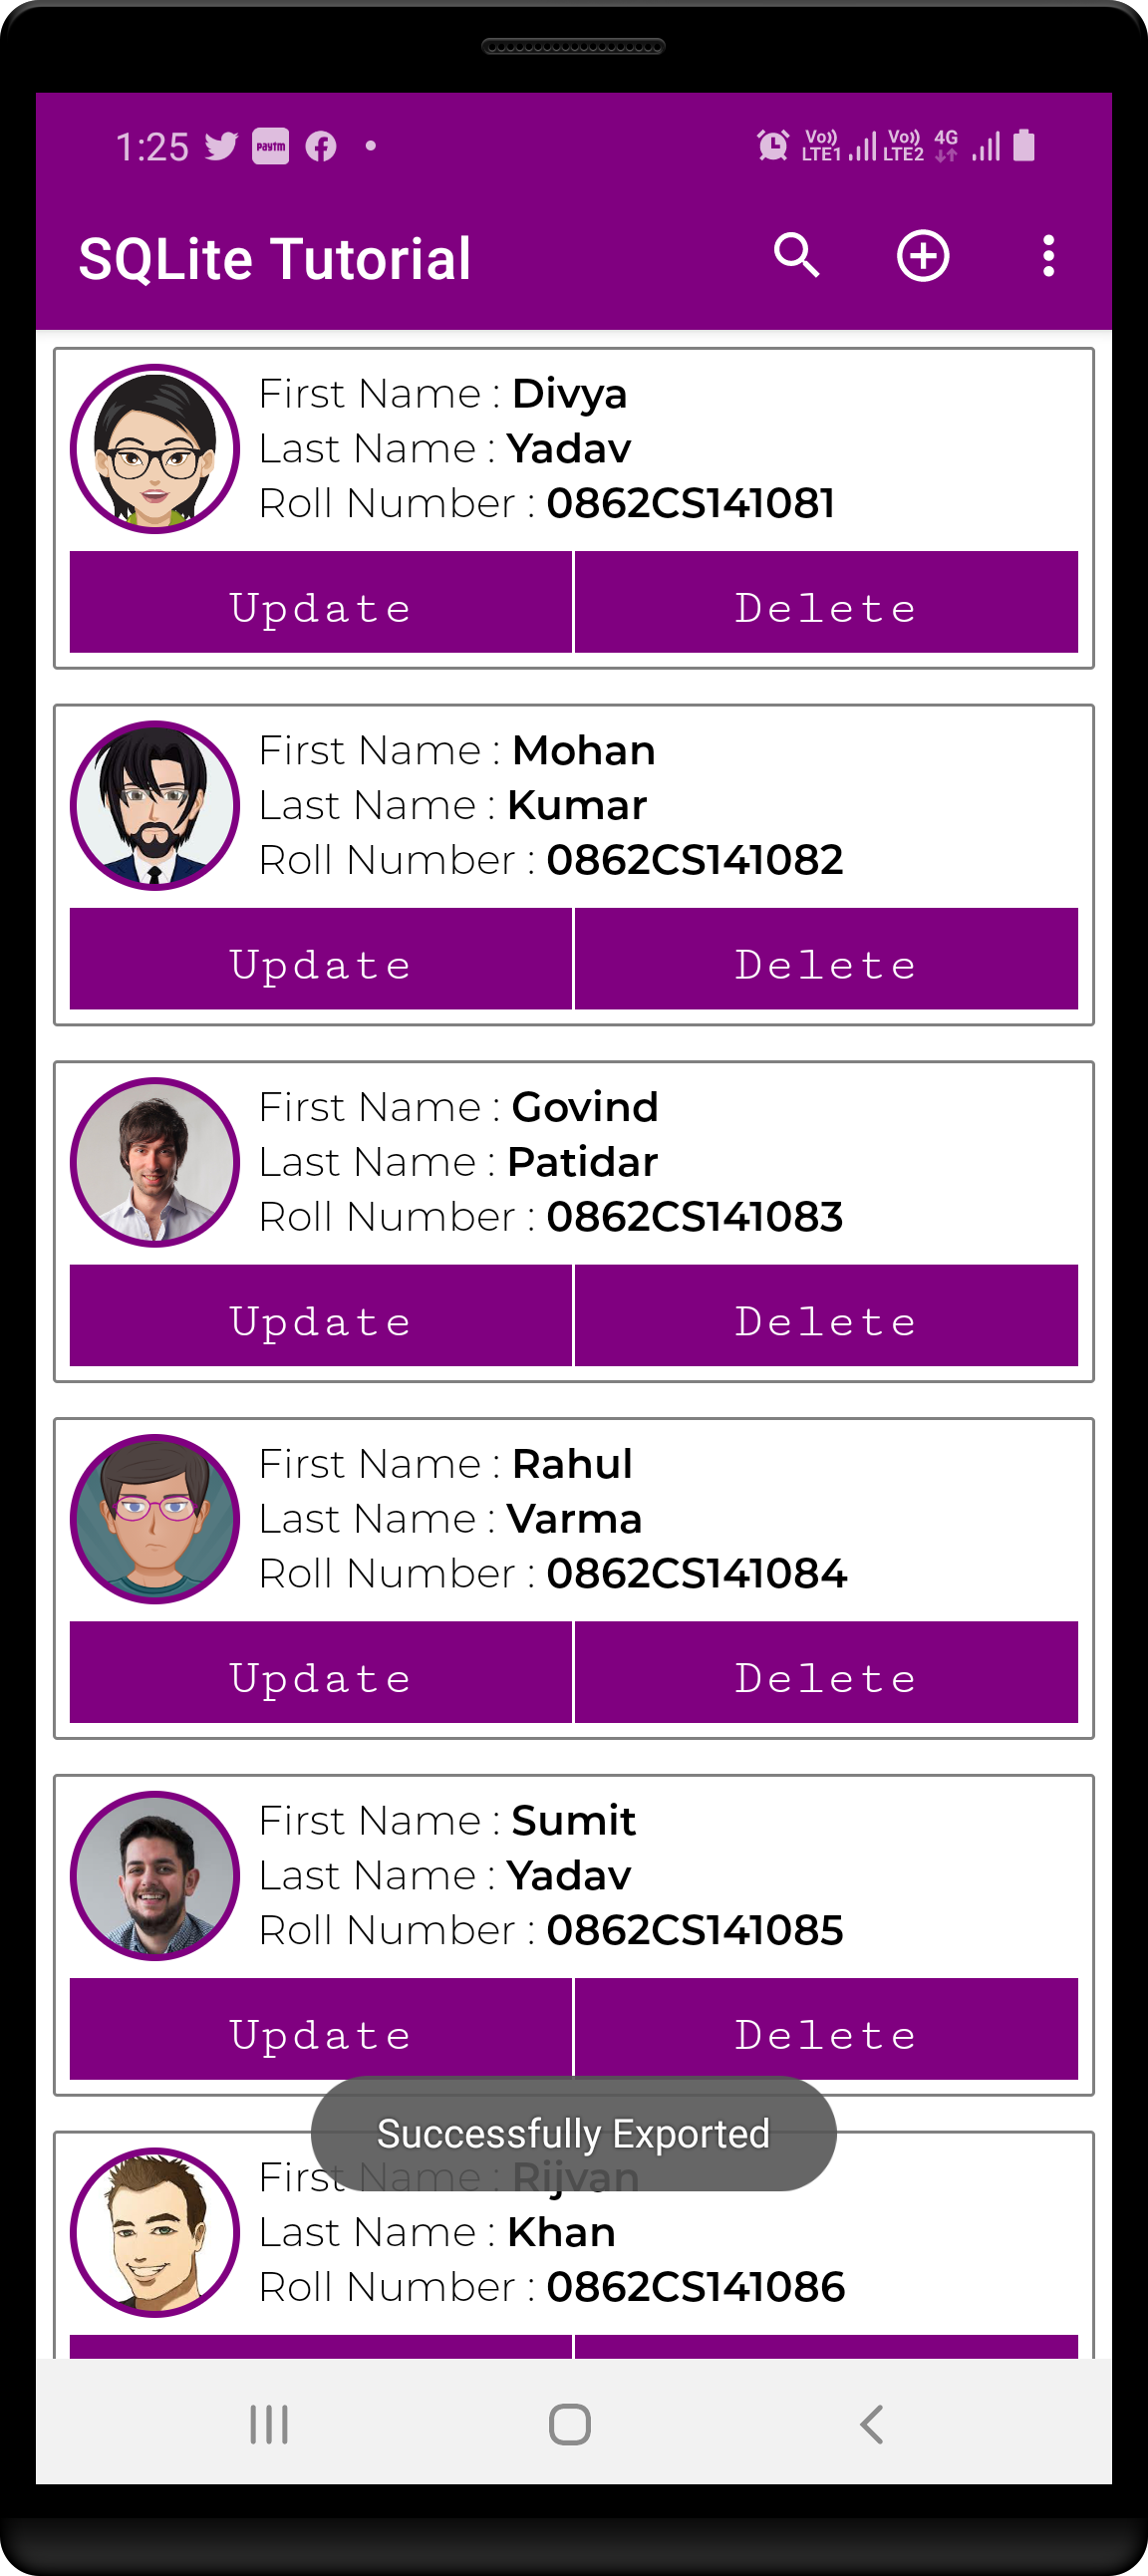 1:25 paytm Vo)) LTE1 Vo)) LTE2 4G
SQLite Tutorial
First Name : Divya
Last Name : Yadav
Roll Number : 0862CS141081
Update Delete
First Name : Mohan
Last Name : Kumar
Roll Number : 0862CS141082
Update Delete
First Name : Govind
Last Name : Patidar
Roll Number : 0862CS141083
Update Delete
First Name : Rahul
Last Name : Varma
Roll Number : 0862CS141084
Update Delete
First Name : Sumit
Last Name : Yadav
Roll Number : 0862CS141085
Update Delete
Successfully Exported
First Name : Rijvan
Last Name : Khan
Roll Number : 0862CS141086